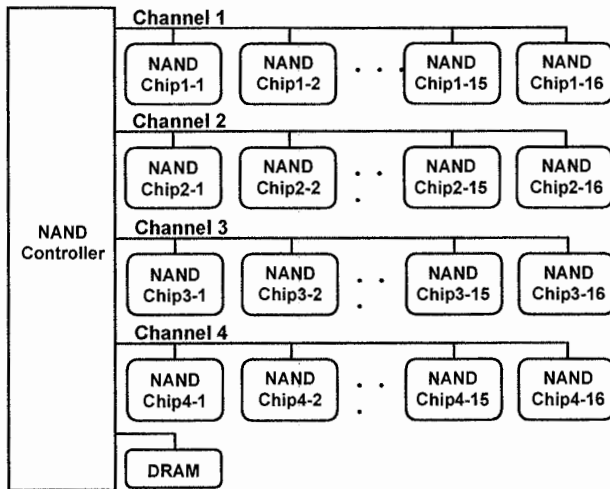 Channel 1
NAND Chip1-1
NAND Chip1-2
. . .
NAND Chip1-15
NAND Chip1-16
Channel 2
NAND Chip2-1
NAND Chip2-2
. . .
NAND Chip2-15
NAND Chip2-16
NAND Controller
Channel 3
NAND Chip3-1
NAND Chip3-2
. . .
NAND Chip3-15
NAND Chip3-16
Channel 4
NAND Chip4-1
NAND Chip4-2
. . .
NAND Chip4-15
NAND Chip4-16
DRAM